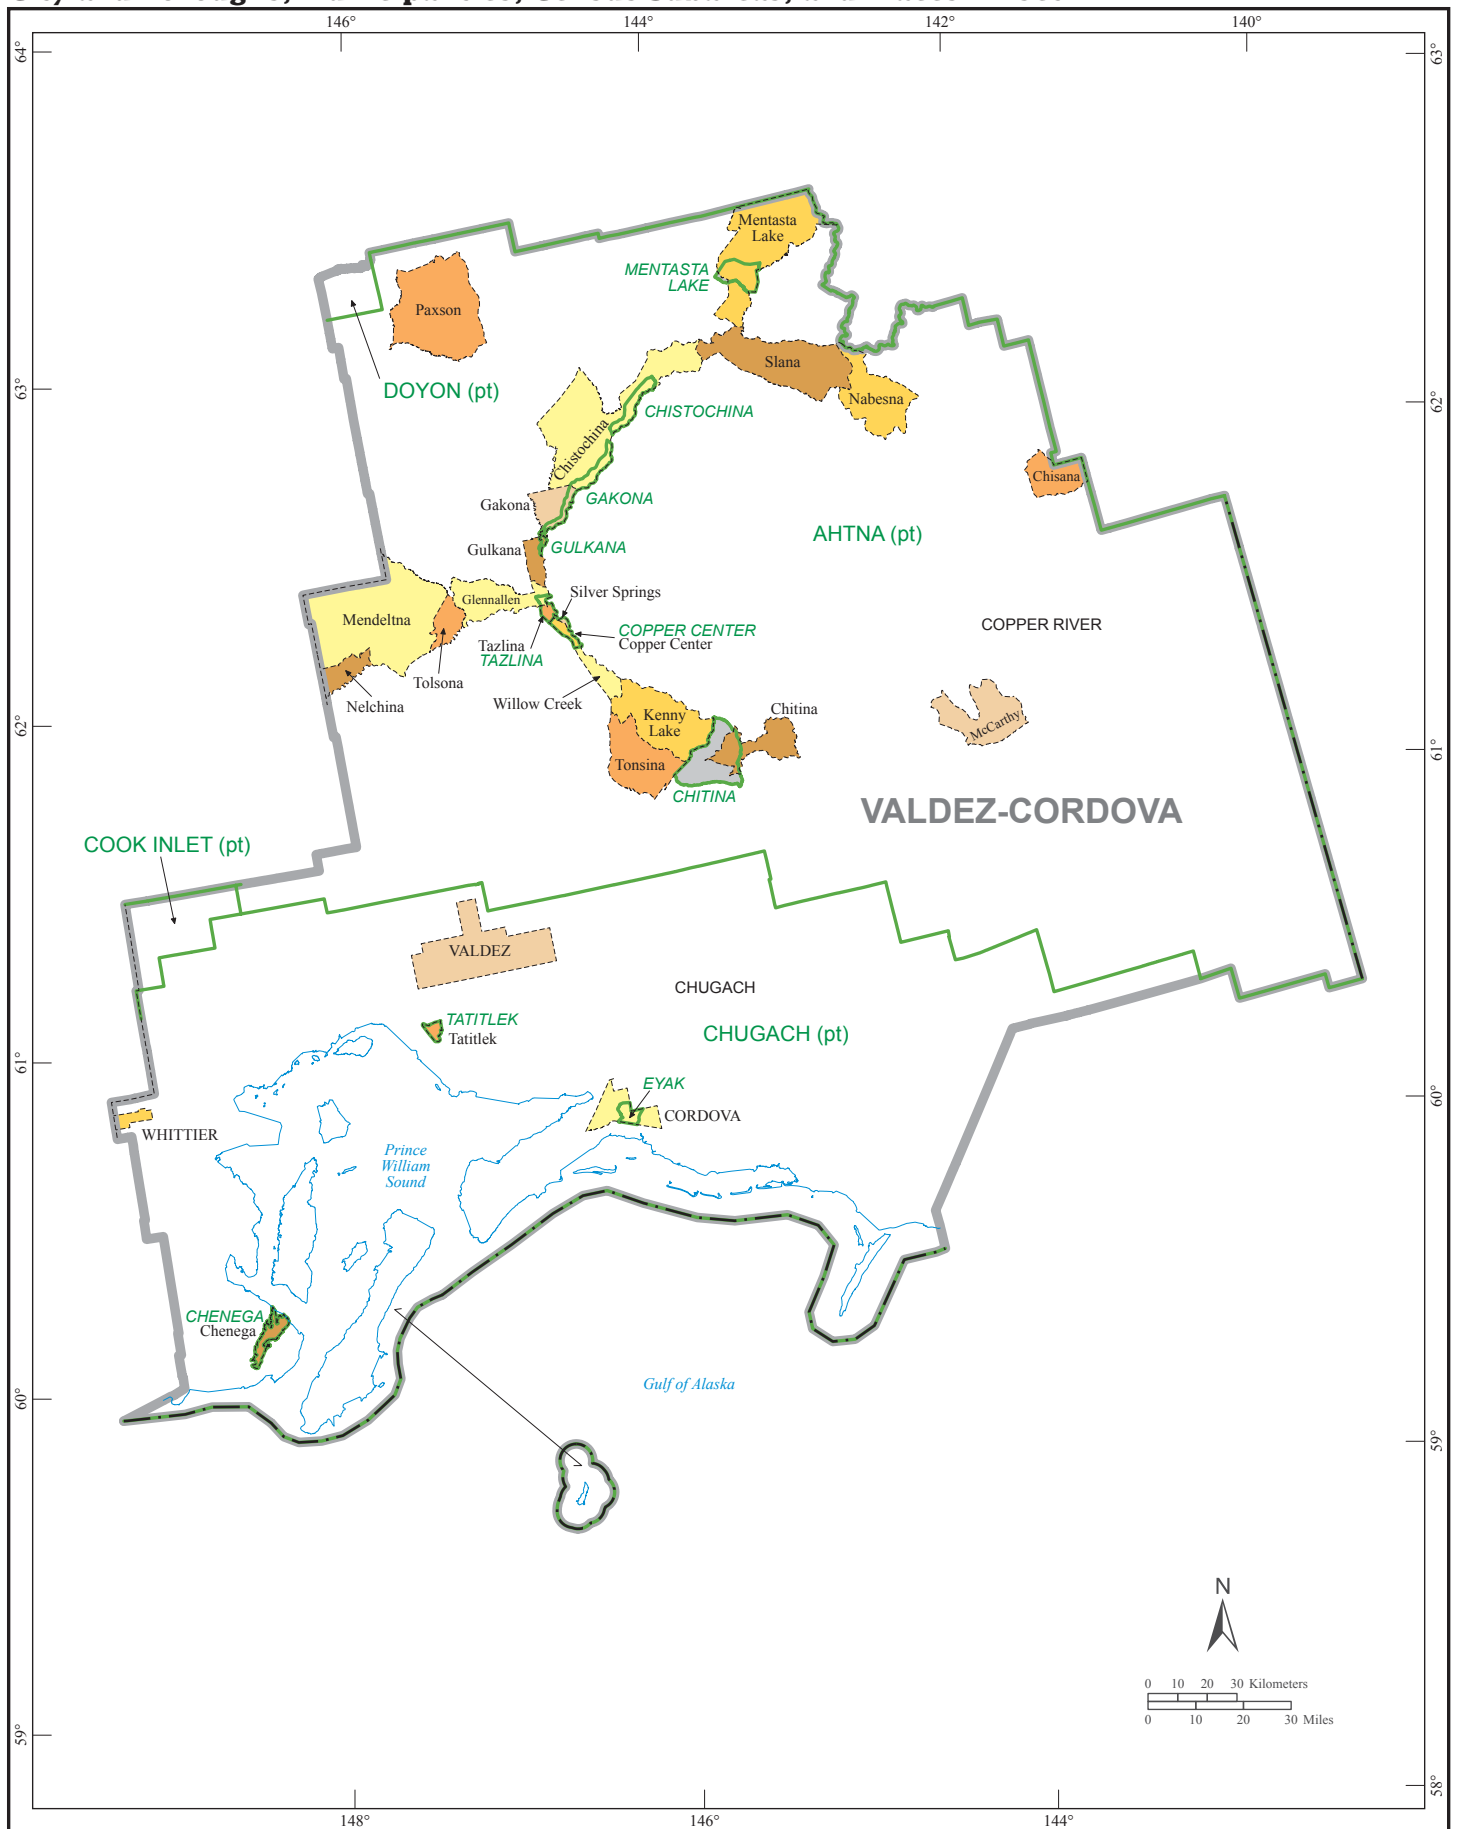 146°
144°
142°
140°
64°
63°
Mentasta
Lake
MENTASTA
LAKE
Paxson
DOYON (pt)
Slana
63°
62°
Nabesna
CHISTOCHINA
Chistochina
Chisana
Gakona
GAKONA
AHTNA (pt)
Gulkana
GULKANA
Silver Springs
Glennallen
Mendeltna
COPPER CENTER
Copper Center
COPPER RIVER
Tazlina
TAZLINA
Tolsona
Nelchina
Willow Creek
Kenny
Lake
Chitina
McCarthy
62°
61°
Tonsina
CHITINA
VALDEZ-CORDOVA
COOK INLET (pt)
VALDEZ
CHUGACH
TATITLEK
Tatitlek
CHUGACH (pt)
61°
60°
EYAK
CORDOVA
WHITTIER
Prince
William
Sound
CHENEGA
Chenega
Gulf of Alaska
60°
59°
N
0 10 20 30 Kilometers
0 10 20 30 Miles
59°
58°
148°
146°
144°